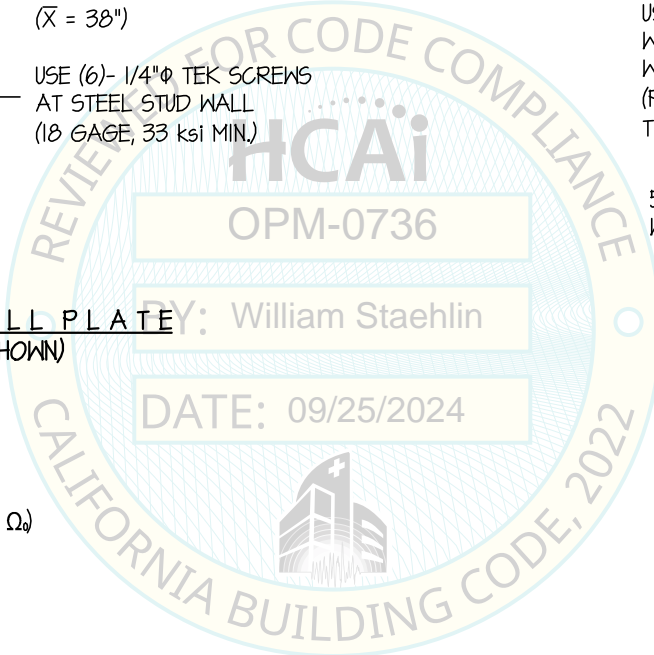 (X̄ = 38")
USE (6)- 1/4"Φ TEK SCREWS
AT STEEL STUD WALL
(18 GAGE, 33 ksi MIN.)
REVIEWED FOR CODE COMPLIANCE
HCAi
OPM-0736
BY: William Staehlin
DATE: 09/25/2024
LL PLATE
HOWN)
Ω₀)
CALIFORNIA BUILDING CODE, 2022